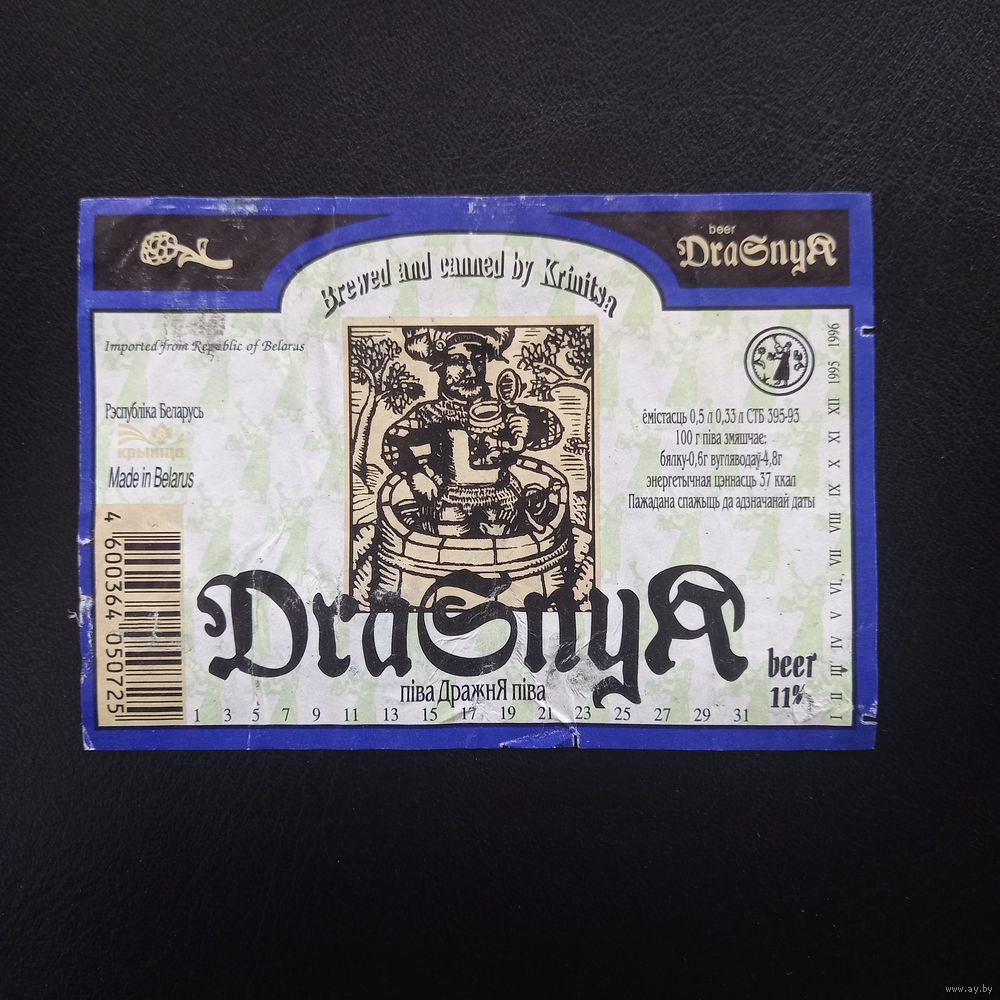 beer
DraSnyA
Brewed and canned by Krinitsa
Imported from Republic of Belarus
Рэспубліка Беларусь
крыніца
Made in Belarus
4 600364 050725
ёмістасць 0,5 л 0,33 л СТБ 395-93
100 г піва змяшчае:
бялку-0,6г вугляводаў-4,8г
энергетычная цэннасць 37 ккал
Пажадана спажыць да адзначанай даты
I II III IV V VI, VII VIII IX X XI XII 1995 1996
DraSnyA
beer
11%
піва ДражнЯ піва
1 3 5 7 9 11 13 15 17 19 21 23 25 27 29 31
www.ay.by